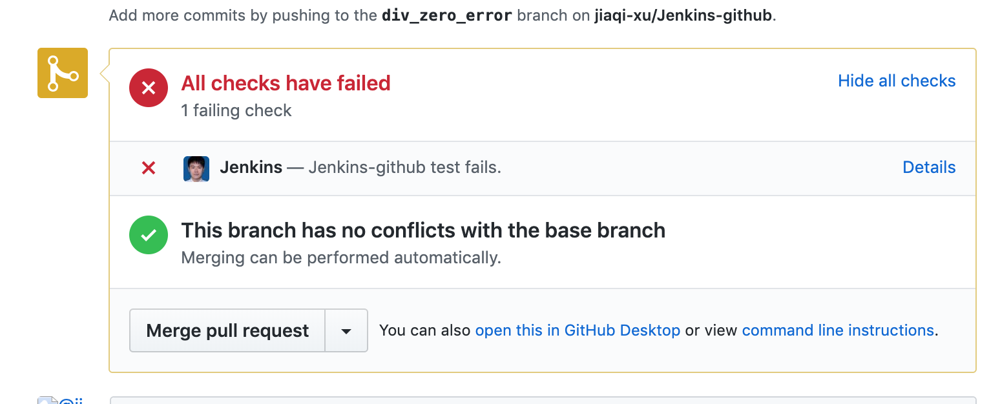 Add more commits by pushing to the div_zero_error branch on jiaqi-xu/Jenkins-github.
All checks have failed
Hide all checks
1 failing check
Jenkins — Jenkins-github test fails.
Details
This branch has no conflicts with the base branch
Merging can be performed automatically.
Merge pull request
You can also open this in GitHub Desktop or view command line instructions.